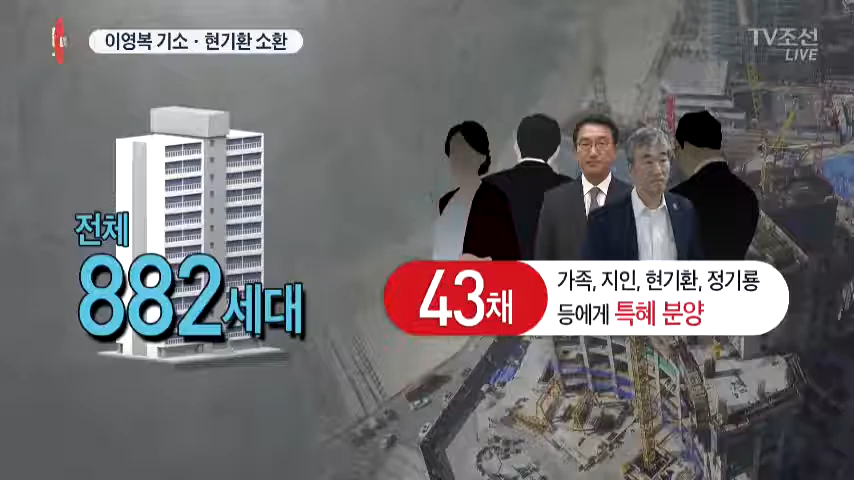 이영복 기소·현기환 소환
TV조선
LIVE
전체
882세대
43채
가족, 지인, 현기환, 정기룡
등에게 특혜 분양